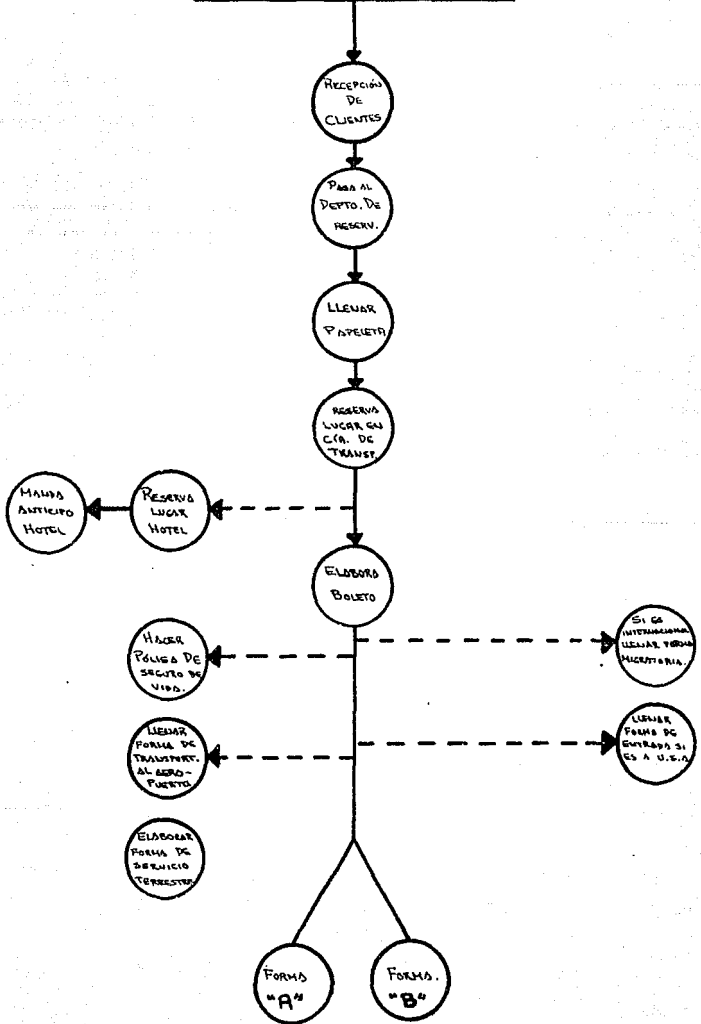 RECEPCIÓN
DE
CLIENTES
PASA AL
DEPTO. DE
RESERV.
LLENAR
PAPELETA
RESERVA
LUGAR EN
CÍA. DE
TRANSP.
MANDA
ANTICIPO
HOTEL
RESERVA
LUGAR
HOTEL
ELABORA
BOLETO
HACER
PÓLISA DE
SEGURO DE
VIDA.
SI ES
INTERNACIONAL
LLENAR FORMA
MIGRATORIA.
LLENAR
FORMA DE
TRANSPORT.
AL AERO-
PUERTO
LLENAR
FORMA DE
ENTRADA SI
ES A U.S.A
ELABORAR
FORMA DE
SERVICIO
TERRESTRE
FORMA
"A"
FORMA.
"B"